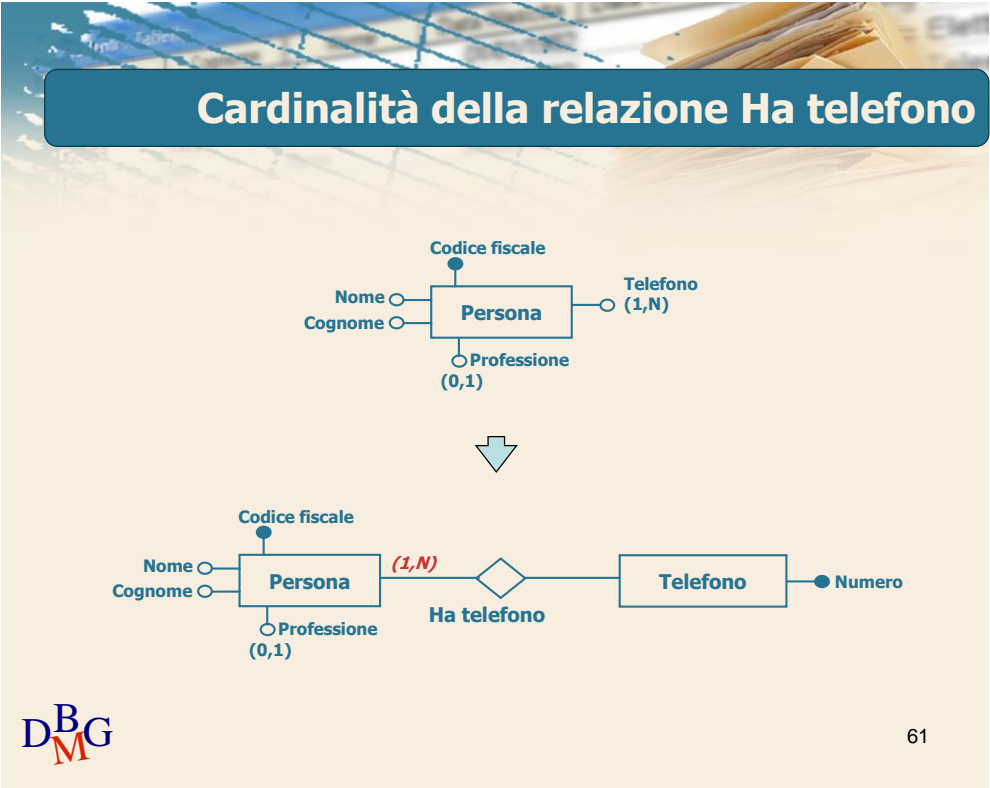 Cardinalità della relazione Ha telefono
Codice fiscale
Nome
Cognome
Persona
Telefono
(1,N)
Professione
(0,1)
Codice fiscale
Nome
Cognome
Persona
(1,N)
Ha telefono
Telefono
Numero
Professione
(0,1)
DBMG
61